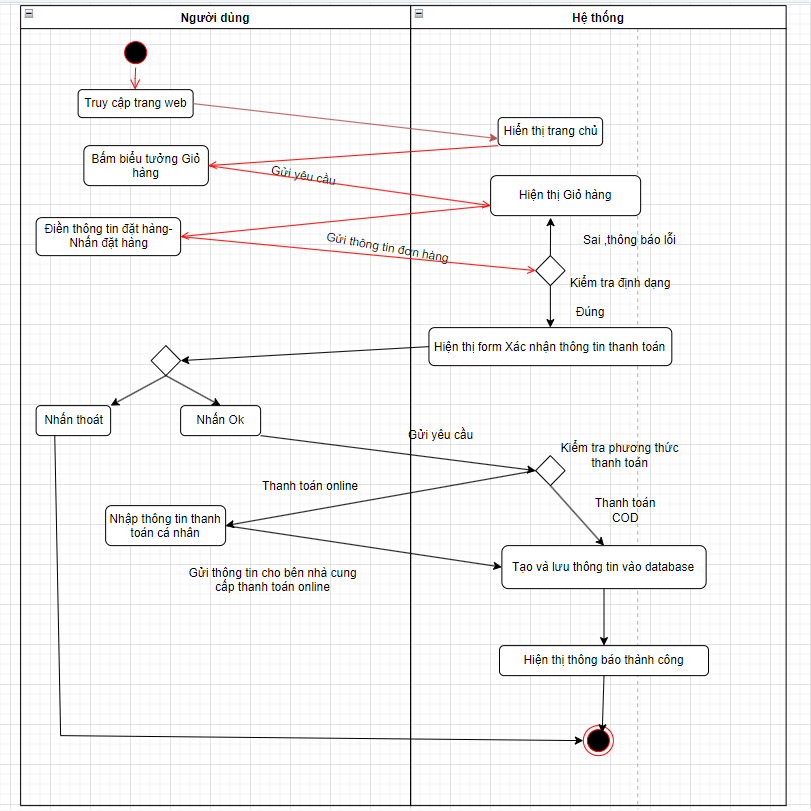 Người dùng
Hệ thống
Truy cập trang web
Hiển thị trang chủ
Bấm biểu tưởng Giỏ
hàng
Gửi yêu cầu
Hiện thị Giỏ hàng
Điền thông tin đặt hàng-
Nhấn đặt hàng
Gửi thông tin đơn hàng
Sai ,thông báo lỗi
Kiểm tra định dạng
Đúng
Hiện thị form Xác nhận thông tin thanh toán
Nhấn thoát
Nhấn Ok
Gửi yêu cầu
Kiểm tra phương thức
thanh toán
Thanh toán online
Thanh toán
COD
Nhập thông tin thanh
toán cá nhân
Gửi thông tin cho bên nhà cung
cấp thanh toán online
Tạo và lưu thông tin vào database
Hiện thị thông báo thành công